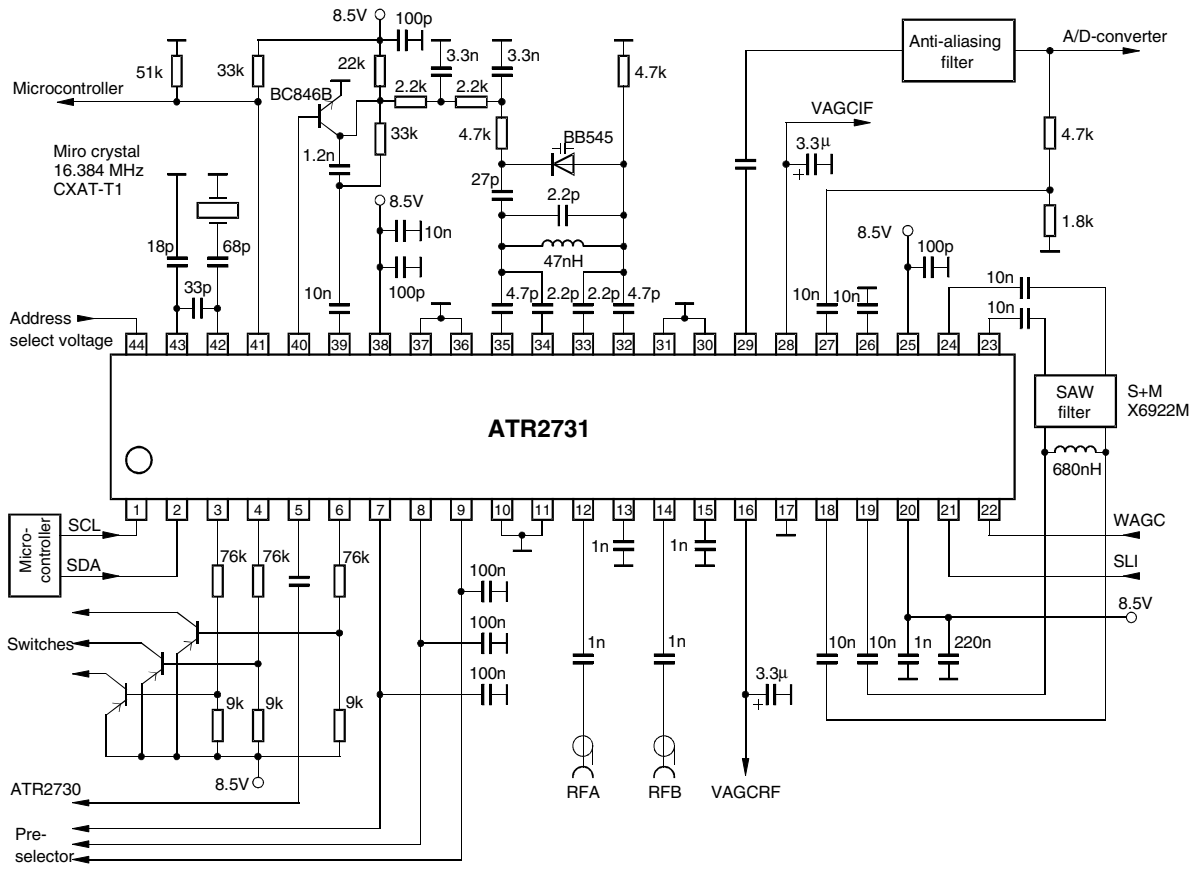 8.5V
100p
3.3n
3.3n
Anti-aliasing
filter
A/D-converter
51k
33k
22k
4.7k
Microcontroller
BC846B
2.2k
2.2k
VAGCIF
33k
4.7k
BB545
3.3µ
+
4.7k
Miro crystal
16.384 MHz
CXAT-T1
1.2n
27p
2.2p
8.5V
1.8k
18p
68p
10n
47nH
8.5V
100p
33p
10n
100p
4.7p
2.2p
2.2p
4.7p
10n
10n
10n
10n
Address
select voltage
44
43
42
41
40
39
38
37
36
35
34
33
32
31
30
29
28
27
26
25
24
23
SAW
filter
S+M
X6922M
ATR2731
680nH
1
2
3
4
5
6
7
8
9
10
11
12
13
14
15
16
17
18
19
20
21
22
Micro-
controller
SCL
SDA
WAGC
SLI
76k
76k
76k
1n
1n
100n
8.5V
Switches
100n
1n
1n
10n
10n
1n
220n
100n
3.3µ
+
9k
9k
9k
8.5V
ATR2730
RFA
RFB
VAGCRF
Pre-
selector